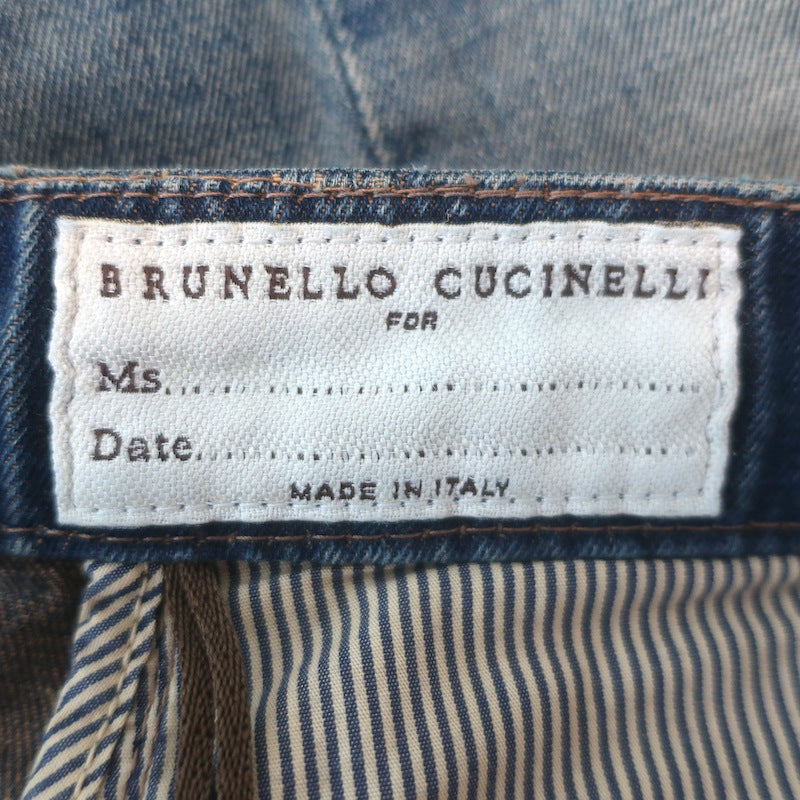 BRUNELLO CUCINELLI
FOR
Ms.......................................
Date.......................................
MADE IN ITALY